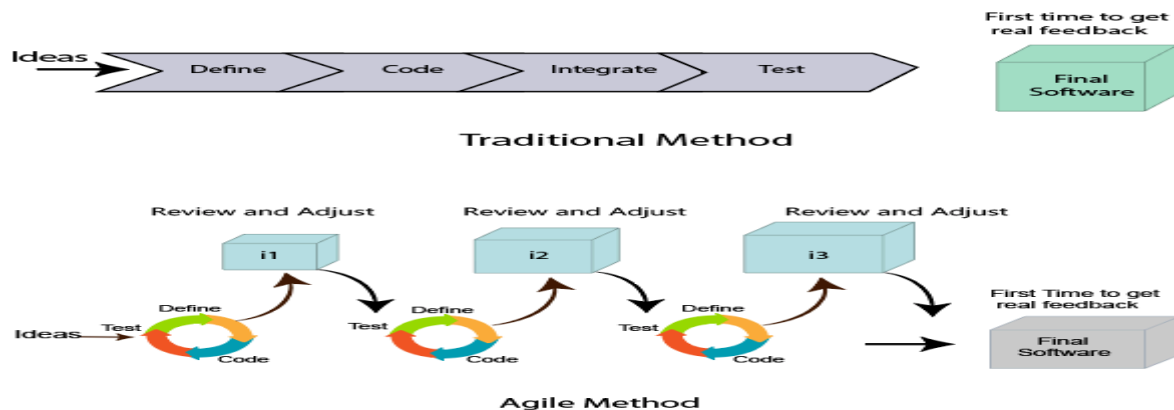 First time to get
real feedback
Ideas
Define
Code
Integrate
Test
Final
Software
Traditional Method
Review and Adjust
Review and Adjust
Review and Adjust
i1
i2
i3
Define
Test
Code
Define
Test
Code
Define
Test
Code
Ideas
First Time to get
real feedback
Final
Software
Agile Method